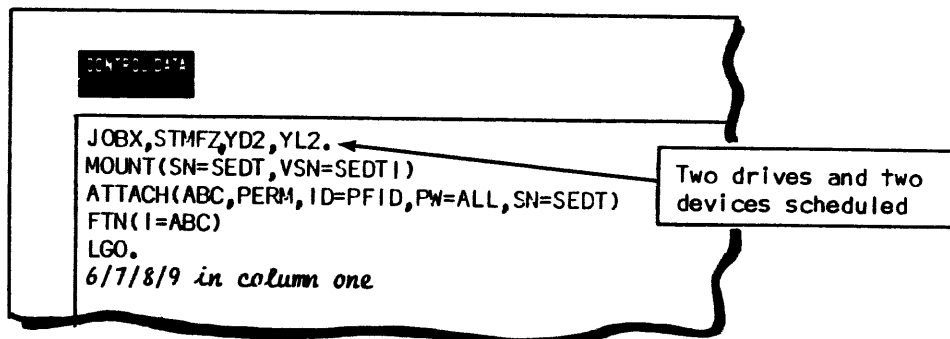 CONTROL DATA
JOBX,STMFZ,YD2,YL2.
MOUNT(SN=SEDT,VSN=SEDT1)
ATTACH(ABC,PERM,ID=PFID,PW=ALL,SN=SEDT)
FTN(I=ABC)
LGO.
6/7/8/9 in column one
Two drives and two
devices scheduled